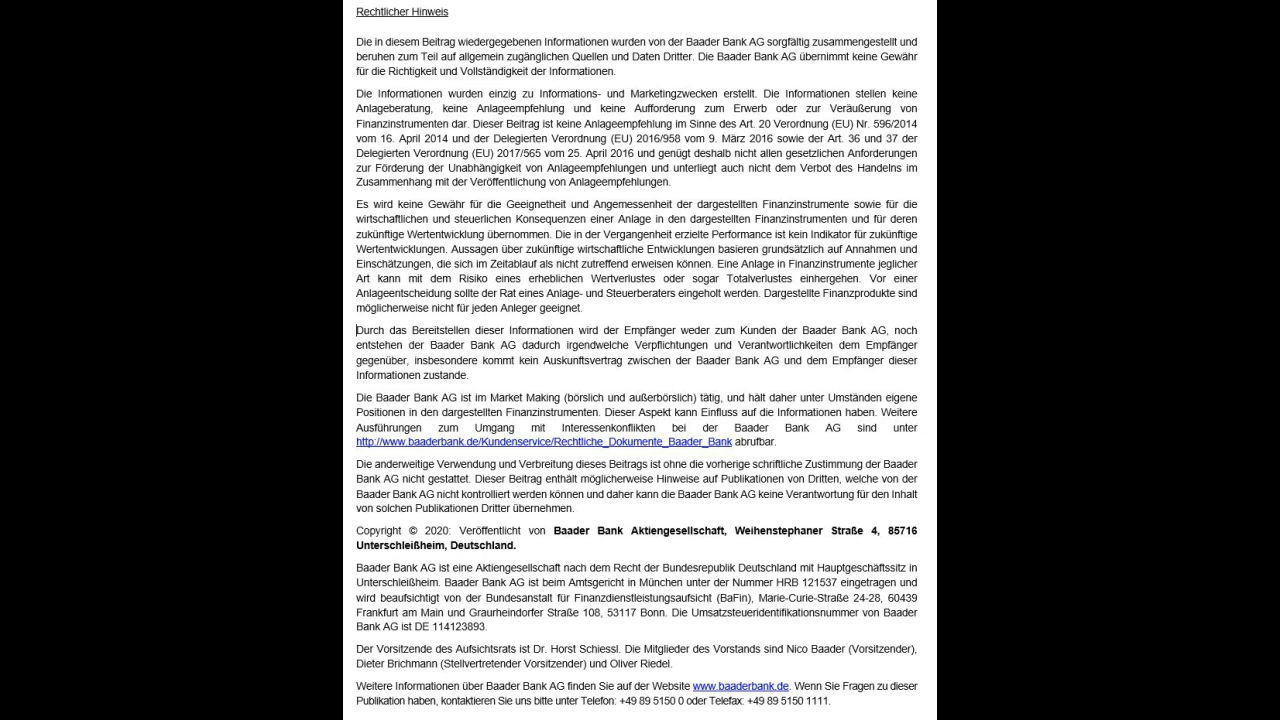 Rechtlicher Hinweis
Die in diesem Beitrag wiedergegebenen Informationen wurden von der Baader Bank AG sorgfältig zusammengestellt und
beruhen zum Teil auf allgemein zugänglichen Quellen und Daten Dritter. Die Baader Bank AG übernimmt keine Gewähr
für die Richtigkeit und Vollständigkeit der Informationen.
Die Informationen wurden einzig zu Informations- und Marketingzwecken erstellt. Die Informationen stellen keine
Anlageberatung, keine Anlageempfehlung und keine Aufforderung zum Erwerb oder zur Veräußerung von
Finanzinstrumenten dar. Dieser Beitrag ist keine Anlageempfehlung im Sinne des Art. 20 Verordnung (EU) Nr. 596/2014
vom 16. April 2014 und der Delegierten Verordnung (EU) 2016/958 vom 9. März 2016 sowie der Art. 36 und 37 der
Delegierten Verordnung (EU) 2017/565 vom 25. April 2016 und genügt deshalb nicht allen gesetzlichen Anforderungen
zur Förderung der Unabhängigkeit von Anlageempfehlungen und unterliegt auch nicht dem Verbot des Handelns im
Zusammenhang mit der Veröffentlichung von Anlageempfehlungen.
Es wird keine Gewähr für die Geeignetheit und Angemessenheit der dargestellten Finanzinstrumente sowie für die
wirtschaftlichen und steuerlichen Konsequenzen einer Anlage in den dargestellten Finanzinstrumenten und für deren
zukünftige Wertentwicklung übernommen. Die in der Vergangenheit erzielte Performance ist kein Indikator für zukünftige
Wertentwicklungen. Aussagen über zukünftige wirtschaftliche Entwicklungen basieren grundsätzlich auf Annahmen und
Einschätzungen, die sich im Zeitablauf als nicht zutreffend erweisen können. Eine Anlage in Finanzinstrumente jeglicher
Art kann mit dem Risiko eines erheblichen Wertverlustes oder sogar Totalverlustes einhergehen. Vor einer
Anlageentscheidung sollte der Rat eines Anlage- und Steuerberaters eingeholt werden. Dargestellte Finanzprodukte sind
möglicherweise nicht für jeden Anleger geeignet.
Durch das Bereitstellen dieser Informationen wird der Empfänger weder zum Kunden der Baader Bank AG, noch
entstehen der Baader Bank AG dadurch irgendwelche Verpflichtungen und Verantwortlichkeiten dem Empfänger
gegenüber, insbesondere kommt kein Auskunftsvertrag zwischen der Baader Bank AG und dem Empfänger dieser
Informationen zustande.
Die Baader Bank AG ist im Market Making (börslich und außerbörslich) tätig, und hält daher unter Umständen eigene
Positionen in den dargestellten Finanzinstrumenten. Dieser Aspekt kann Einfluss auf die Informationen haben. Weitere
Ausführungen zum Umgang mit Interessenkonflikten bei der Baader Bank AG sind unter
http://www.baaderbank.de/Kundenservice/Rechtliche_Dokumente_Baader_Bank abrufbar.
Die anderweitige Verwendung und Verbreitung dieses Beitrags ist ohne die vorherige schriftliche Zustimmung der Baader
Bank AG nicht gestattet. Dieser Beitrag enthält möglicherweise Hinweise auf Publikationen von Dritten, welche von der
Baader Bank AG nicht kontrolliert werden können und daher kann die Baader Bank AG keine Verantwortung für den Inhalt
von solchen Publikationen Dritter übernehmen.
Copyright © 2020: Veröffentlicht von Baader Bank Aktiengesellschaft, Weihenstephaner Straße 4, 85716
Unterschleißheim, Deutschland.
Baader Bank AG ist eine Aktiengesellschaft nach dem Recht der Bundesrepublik Deutschland mit Hauptgeschäftssitz in
Unterschleißheim. Baader Bank AG ist beim Amtsgericht in München unter der Nummer HRB 121537 eingetragen und
wird beaufsichtigt von der Bundesanstalt für Finanzdienstleistungsaufsicht (BaFin), Marie-Curie-Straße 24-28, 60439
Frankfurt am Main und Graurheindorfer Straße 108, 53117 Bonn. Die Umsatzsteueridentifikationsnummer von Baader
Bank AG ist DE 114123893.
Der Vorsitzende des Aufsichtsrats ist Dr. Horst Schiessl. Die Mitglieder des Vorstands sind Nico Baader (Vorsitzender),
Dieter Brichmann (Stellvertretender Vorsitzender) und Oliver Riedel.
Weitere Informationen über Baader Bank AG finden Sie auf der Website www.baaderbank.de. Wenn Sie Fragen zu dieser
Publikation haben, kontaktieren Sie uns bitte unter Telefon: +49 89 5150 0 oder Telefax: +49 89 5150 1111.